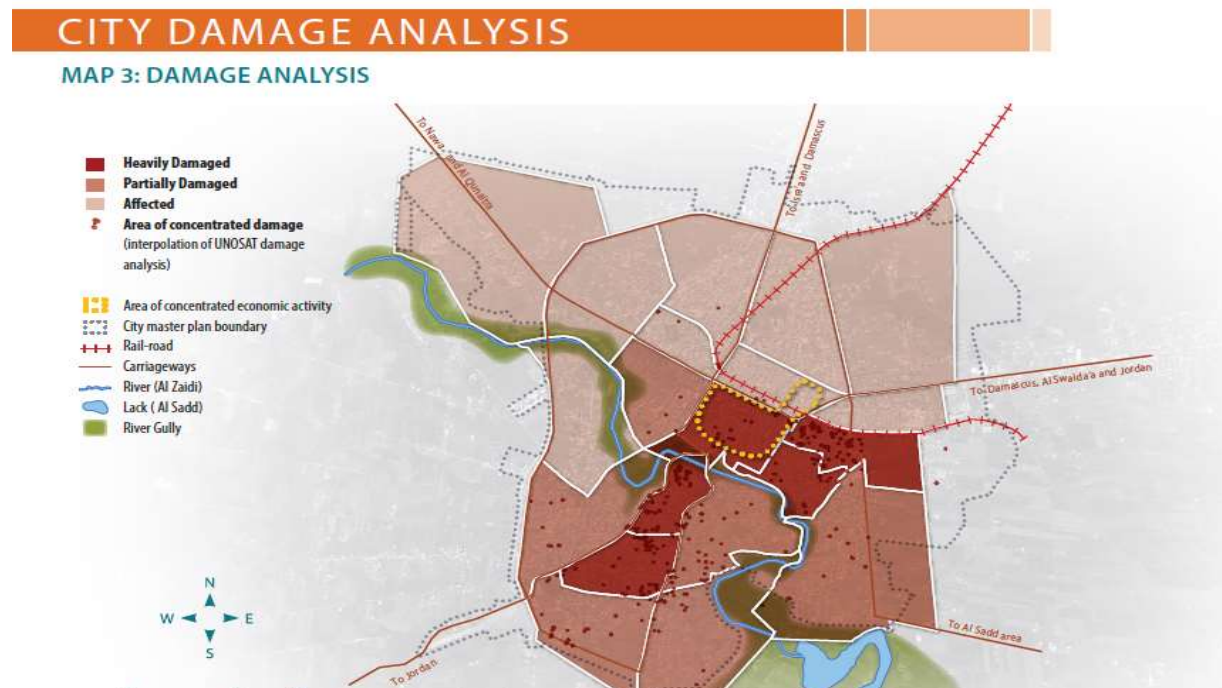 CITY DAMAGE ANALYSIS
MAP 3: DAMAGE ANALYSIS
Heavily Damaged
Partially Damaged
Affected
Area of concentrated damage
(interpolation of UNOSAT damage
analysis)
Area of concentrated economic activity
City master plan boundary
Rail-road
Carriageways
River (Al Zaidi)
Lack ( Al Sadd)
River Gully
To Nawa, and Al Qunaitra
To Isra'a and Damascus
To Damascus, Al Swaida'a and Jordan
To Al Sadd area
To Jordan
N
W
E
S